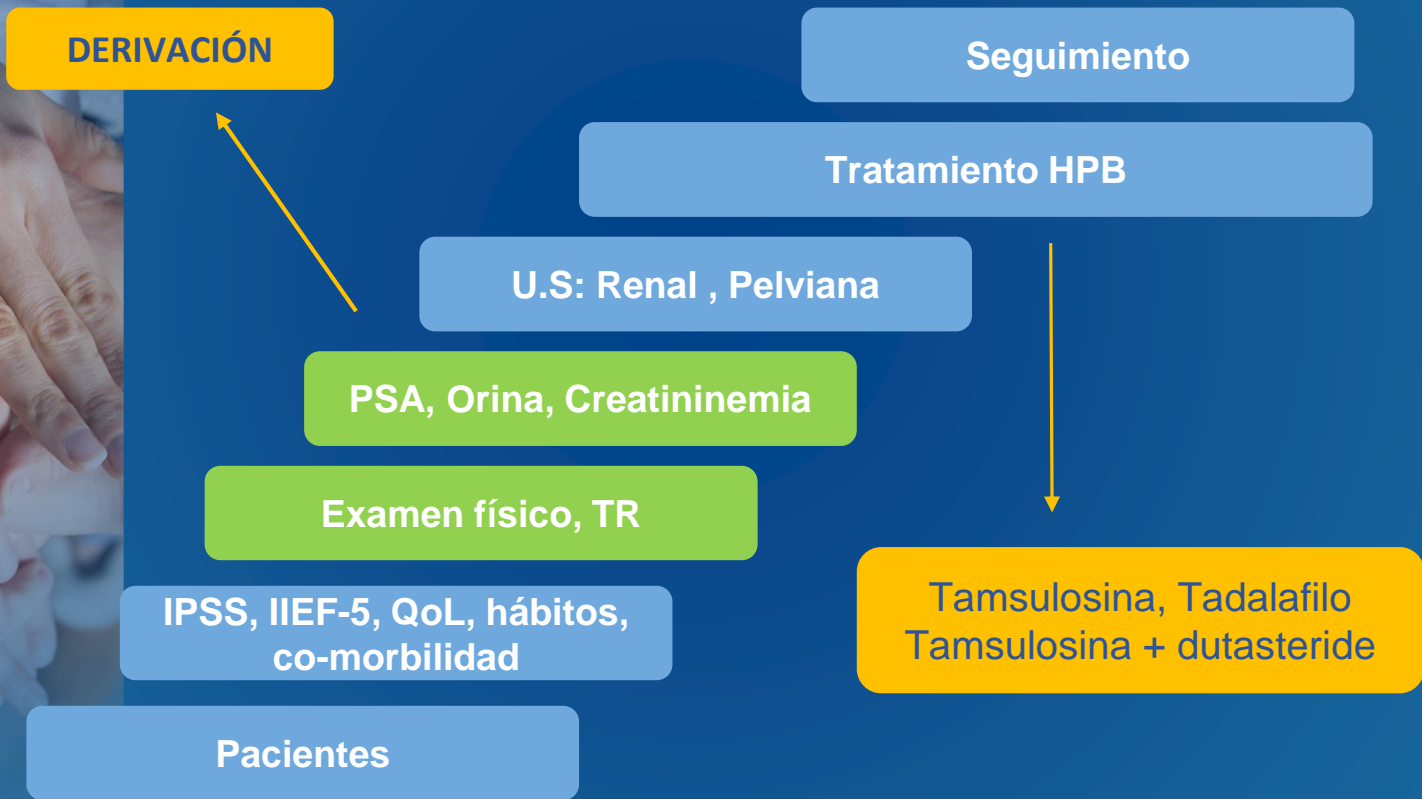 DERIVACIÓN
Seguimiento
Tratamiento HPB
U.S: Renal , Pelviana
PSA, Orina, Creatininemia
Examen físico, TR
IPSS, IIEF-5, QoL, hábitos,
co-morbilidad
Tamsulosina, Tadalafilo
Tamsulosina + dutasteride
Pacientes